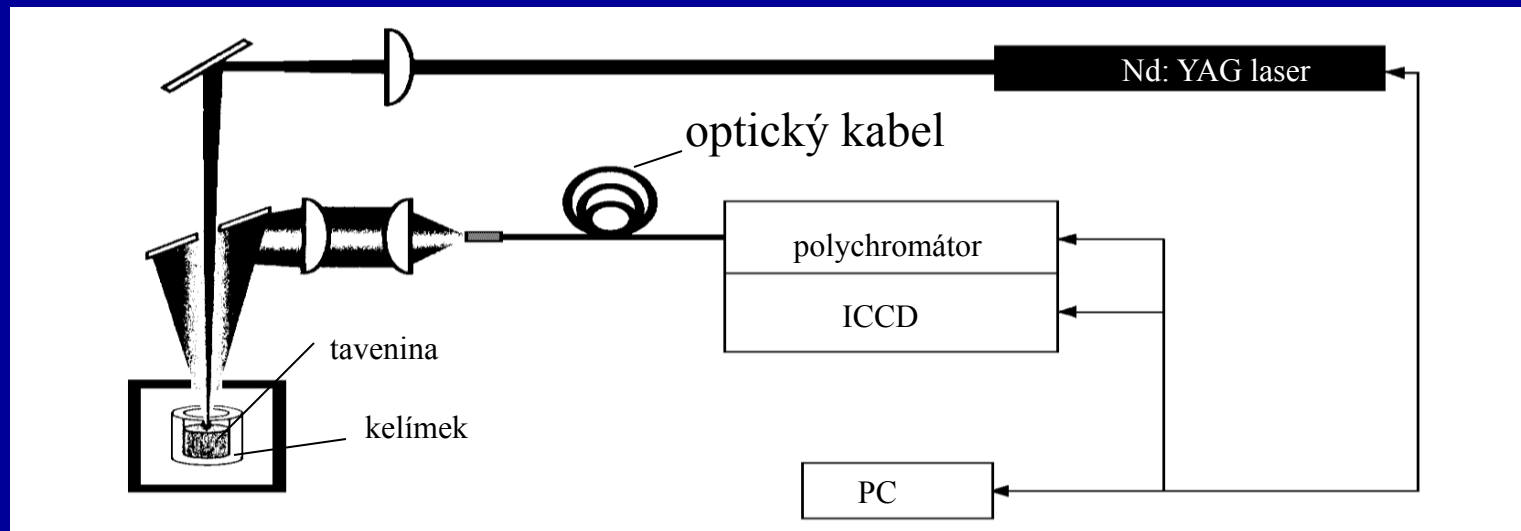 Nd: YAG laser
optický kabel
polychromátor
ICCD
tavenina
kelímek
PC